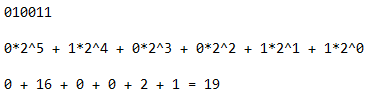 010011
0*2^5 + 1*2^4 + 0*2^3 + 0*2^2 + 1*2^1 + 1*2^0
0 + 16 + 0 + 0 + 2 + 1 = 19